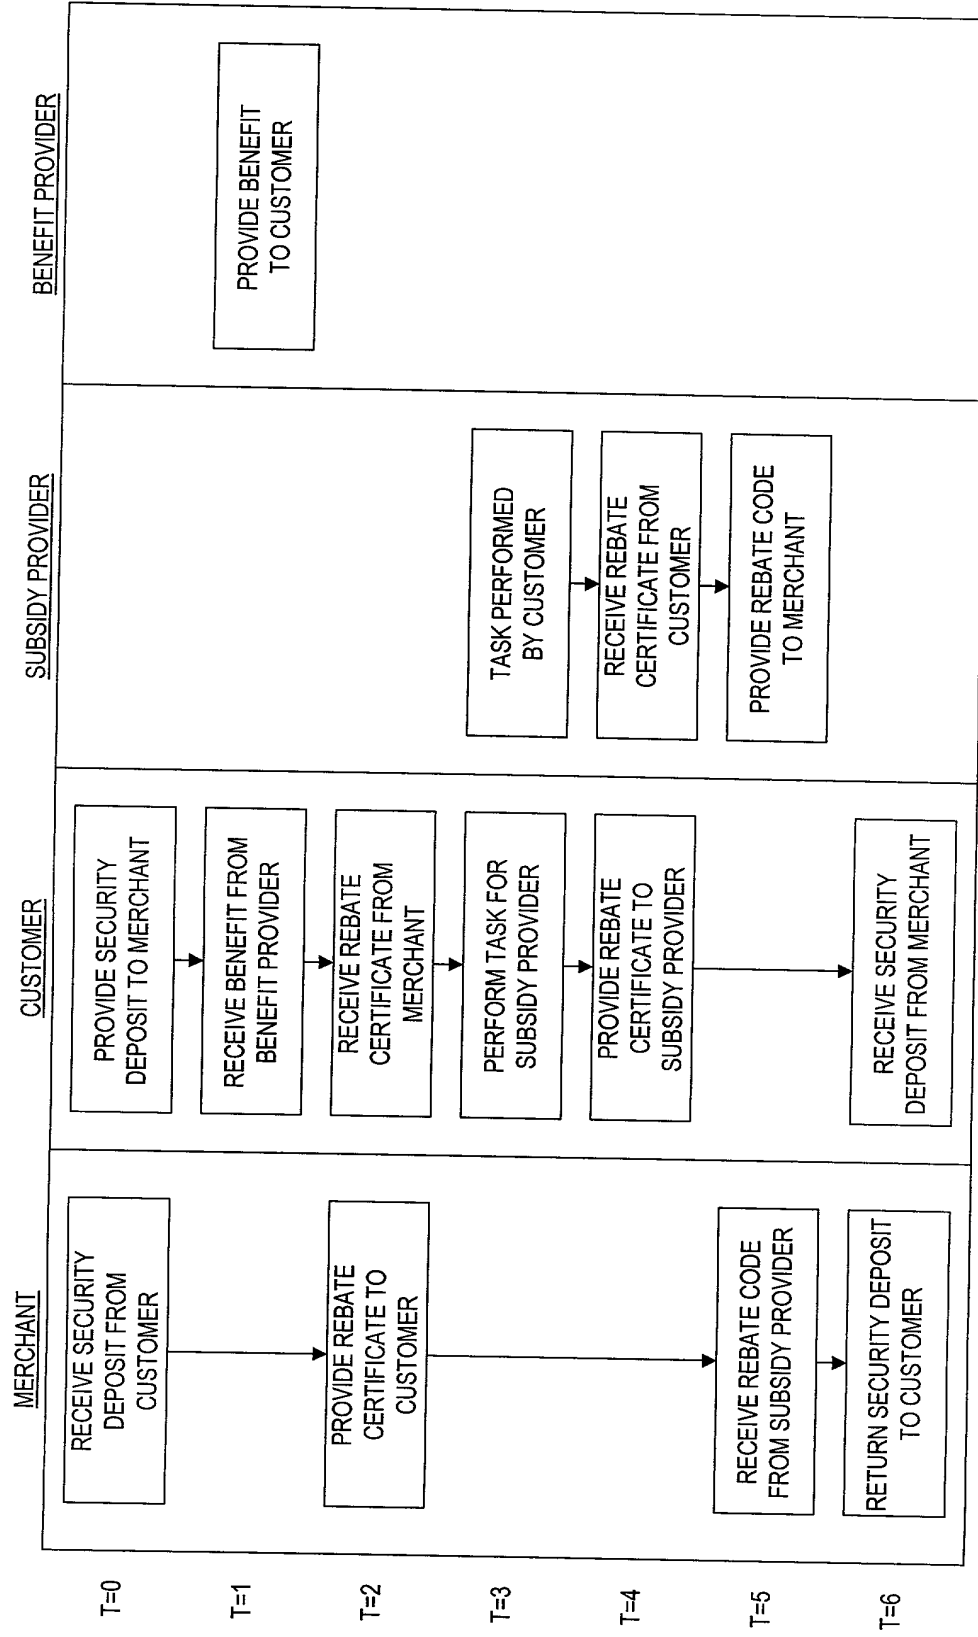 MERCHANT
CUSTOMER
SUBSIDY PROVIDER
BENEFIT PROVIDER
T=0
RECEIVE SECURITY
DEPOSIT FROM
CUSTOMER
PROVIDE SECURITY
DEPOSIT TO MERCHANT
T=1
RECEIVE BENEFIT FROM
BENEFIT PROVIDER
PROVIDE BENEFIT
TO CUSTOMER
T=2
PROVIDE REBATE
CERTIFICATE TO
CUSTOMER
RECEIVE REBATE
CERTIFICATE FROM
MERCHANT
T=3
PERFORM TASK FOR
SUBSIDY PROVIDER
TASK PERFORMED
BY CUSTOMER
T=4
PROVIDE REBATE
CERTIFICATE TO
SUBSIDY PROVIDER
RECEIVE REBATE
CERTIFICATE FROM
CUSTOMER
T=5
RECEIVE REBATE CODE
FROM SUBSIDY PROVIDER
PROVIDE REBATE CODE
TO MERCHANT
T=6
RETURN SECURITY DEPOSIT
TO CUSTOMER
RECEIVE SECURITY
DEPOSIT FROM MERCHANT